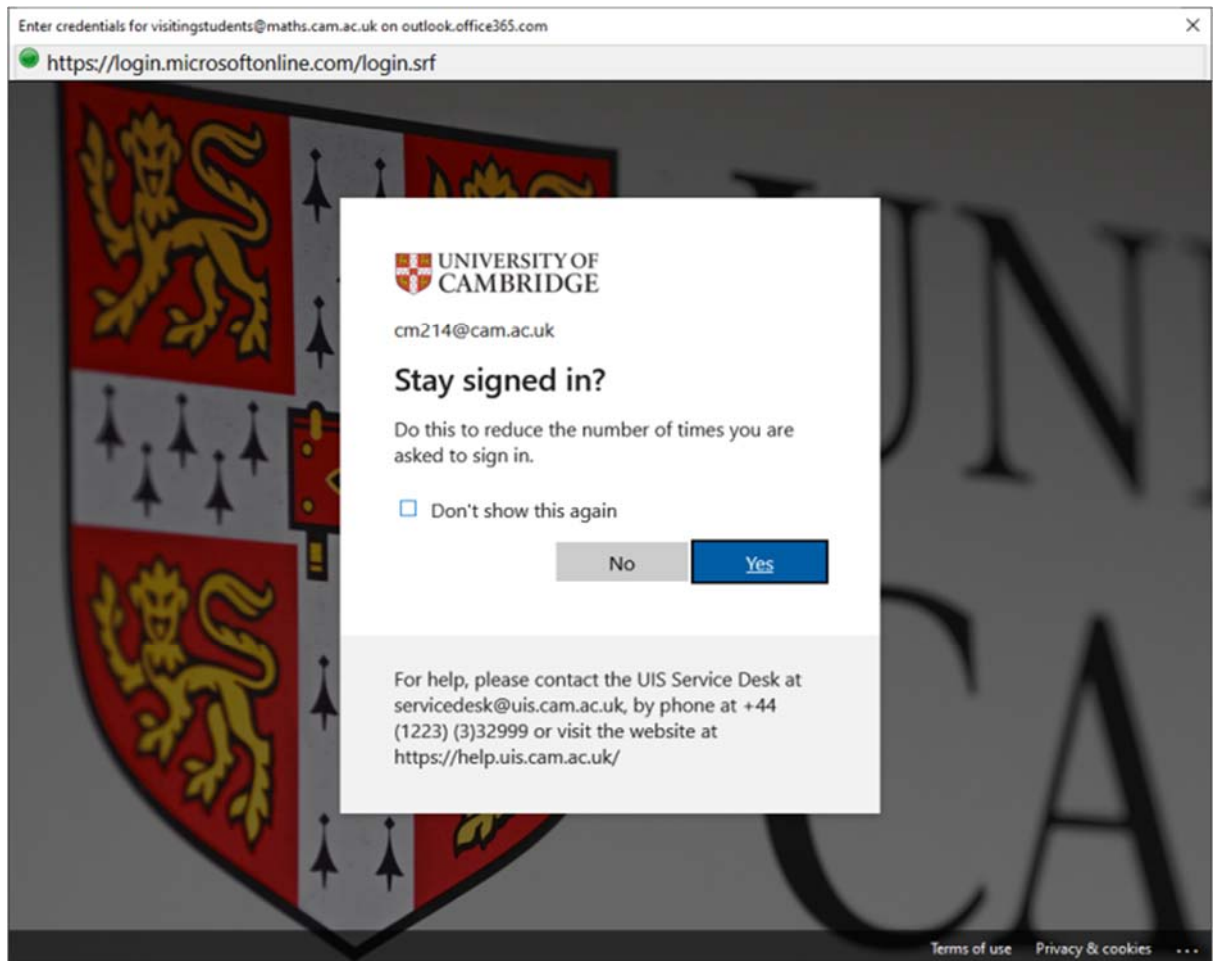 Enter credentials for visitingstudents@maths.cam.ac.uk on outlook.office365.com
https://login.microsoftonline.com/login.srf
UNIVERSITY OF
CAMBRIDGE
cm214@cam.ac.uk
Stay signed in?
Do this to reduce the number of times you are
asked to sign in.
Don't show this again
No Yes
For help, please contact the UIS Service Desk at
servicedesk@uis.cam.ac.uk, by phone at +44
(1223) (3)32999 or visit the website at
https://help.uis.cam.ac.uk/
UNI
CA
Terms of use Privacy & cookies ...